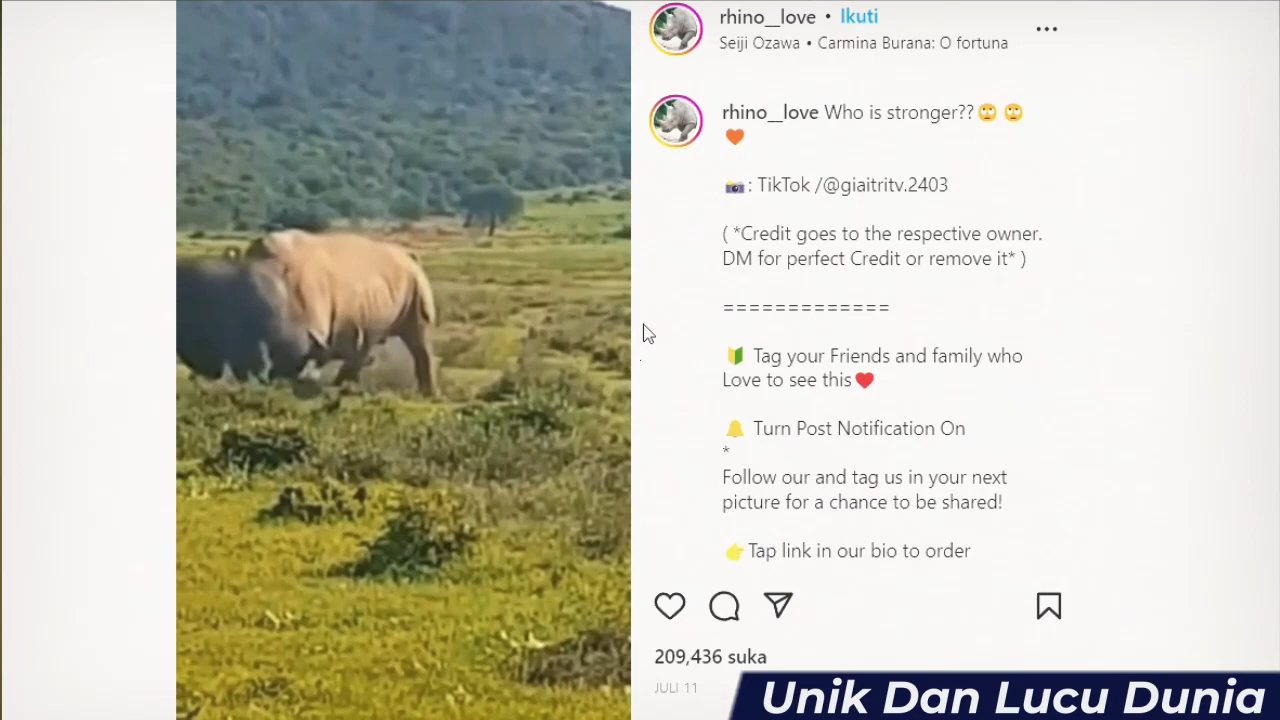 rhino__love • Ikuti
Seiji Ozawa • Carmina Burana: O fortuna
rhino__love Who is stronger??🙄 🙄
🧡
📸: TikTok /@giaitritv.2403
( *Credit goes to the respective owner.
DM for perfect Credit or remove it* )
=============
🔰 Tag your Friends and family who
Love to see this❤️
🔔 Turn Post Notification On
*
Follow our and tag us in your next
picture for a chance to be shared!
👉Tap link in our bio to order
209,436 suka
JULI 11
Unik Dan Lucu Dunia